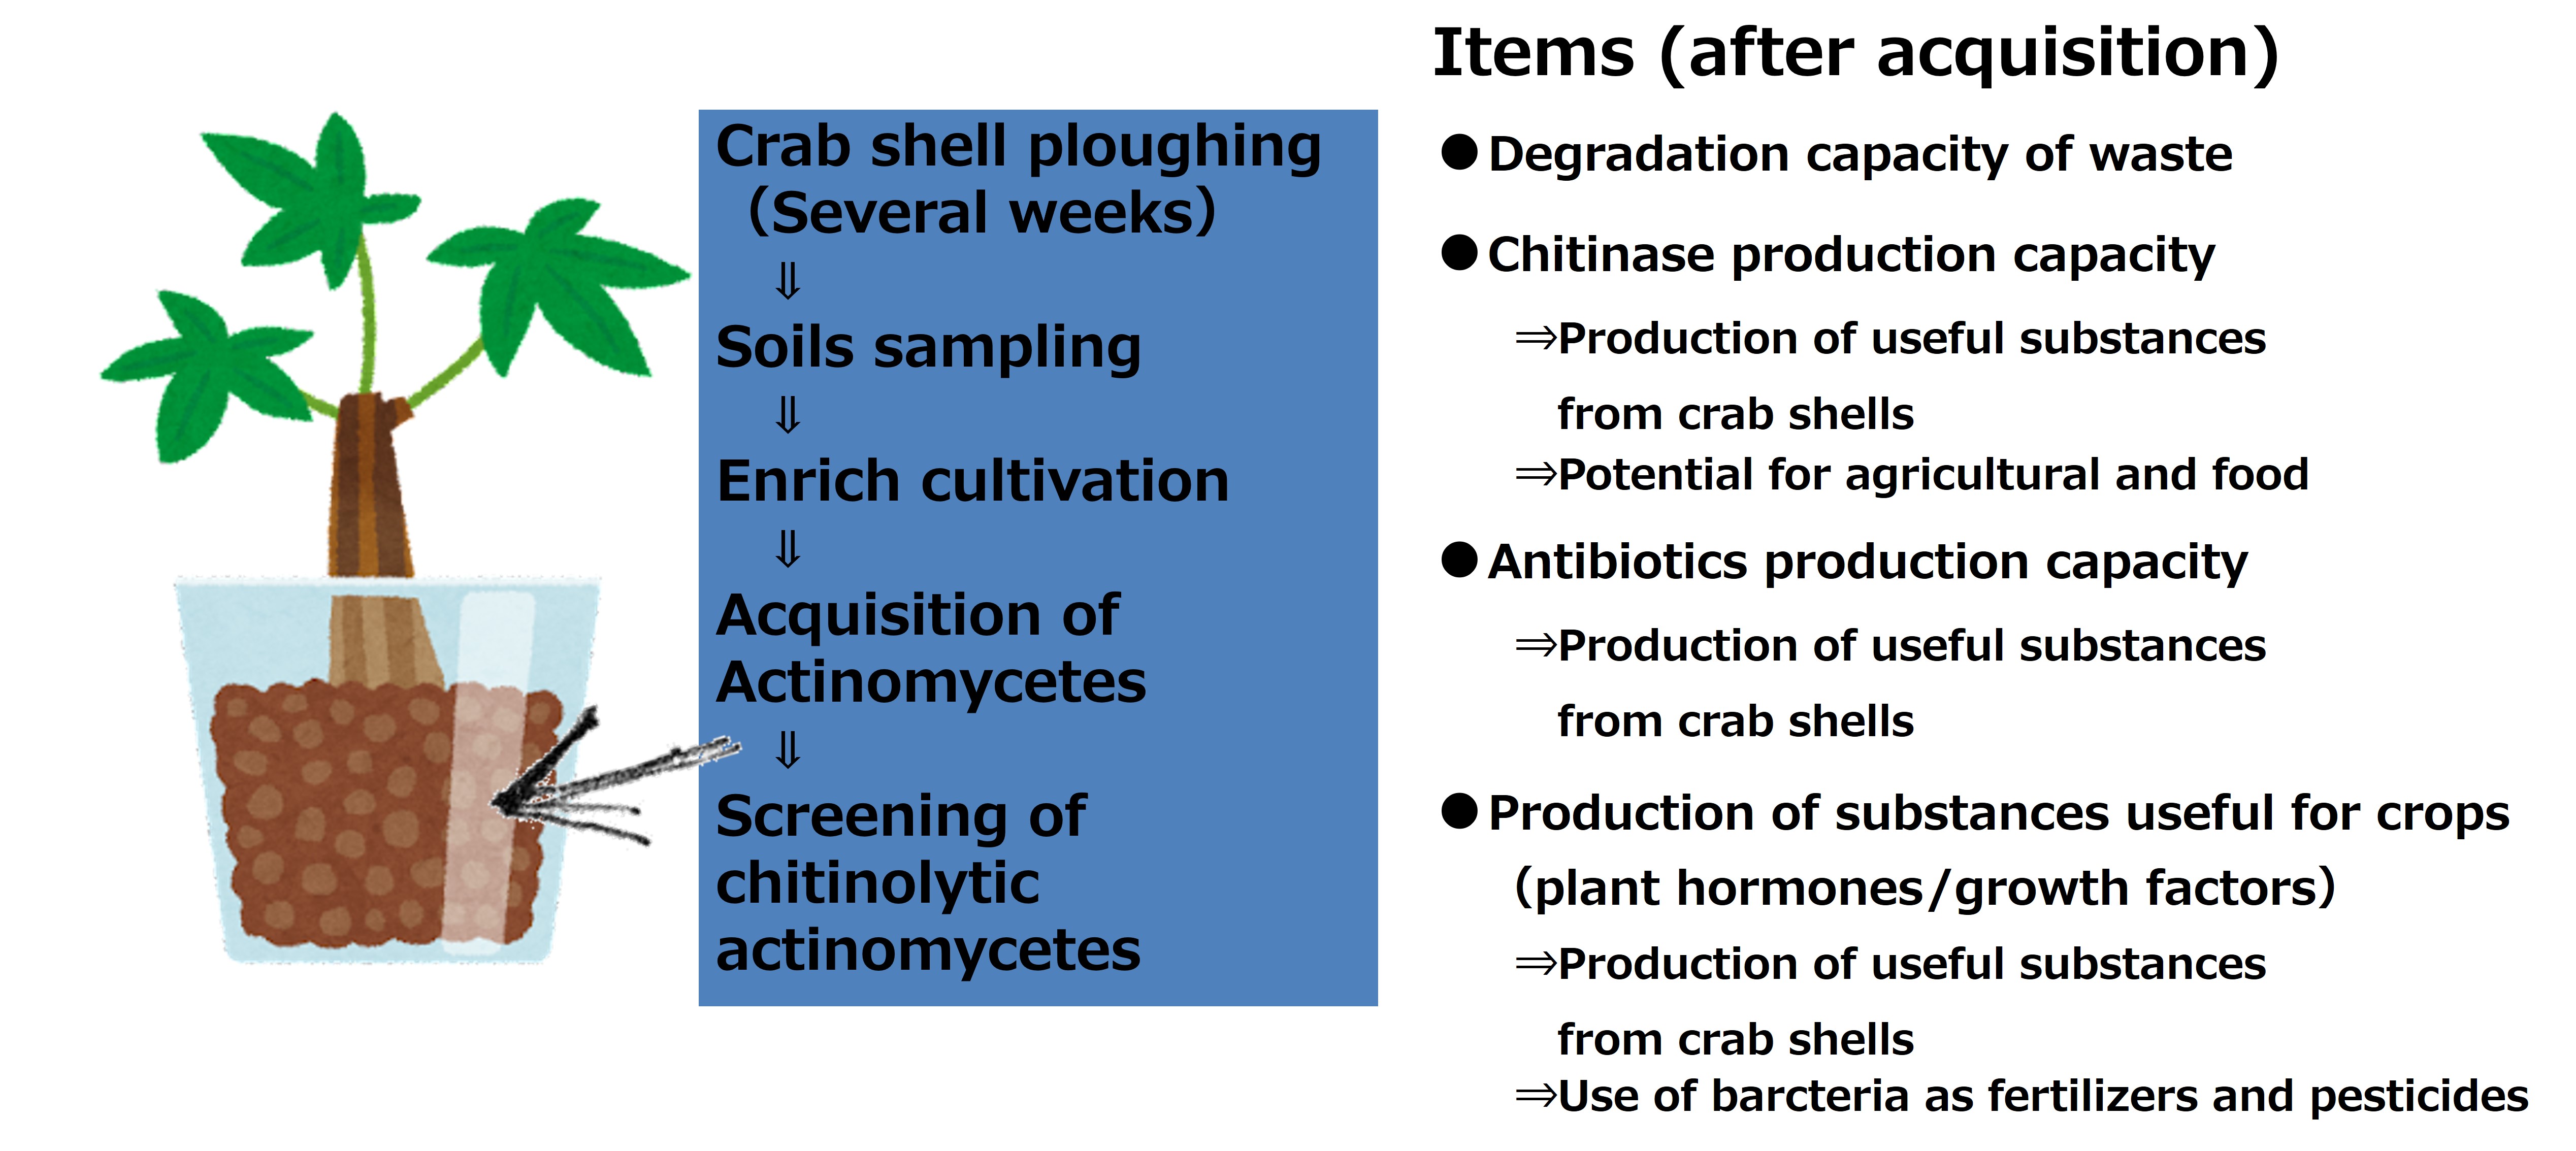 Crab shell ploughing
(Several weeks)
⇓
Soils sampling
⇓
Enrich cultivation
⇓
Acquisition of
Actinomycetes
⇓
Screening of
chitinolytic
actinomycetes
Items (after acquisition)
●Degradation capacity of waste
●Chitinase production capacity
⇒Production of useful substances
from crab shells
⇒Potential for agricultural and food
●Antibiotics production capacity
⇒Production of useful substances
from crab shells
●Production of substances useful for crops
(plant hormones/growth factors)
⇒Production of useful substances
from crab shells
⇒Use of barcteria as fertilizers and pesticides